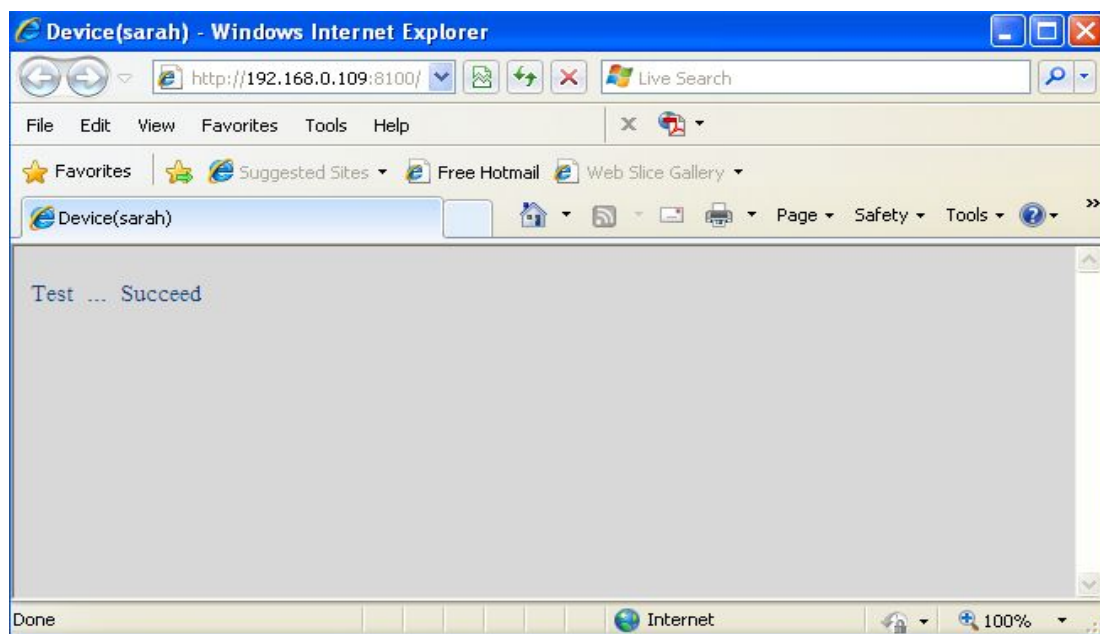 Device(sarah) - Windows Internet Explorer
http://192.168.0.109:8100/ Live Search
File Edit View Favorites Tools Help
Favorites Suggested Sites Free Hotmail Web Slice Gallery
Device(sarah) Page Safety Tools
Test ... Succeed
Done Internet 100%